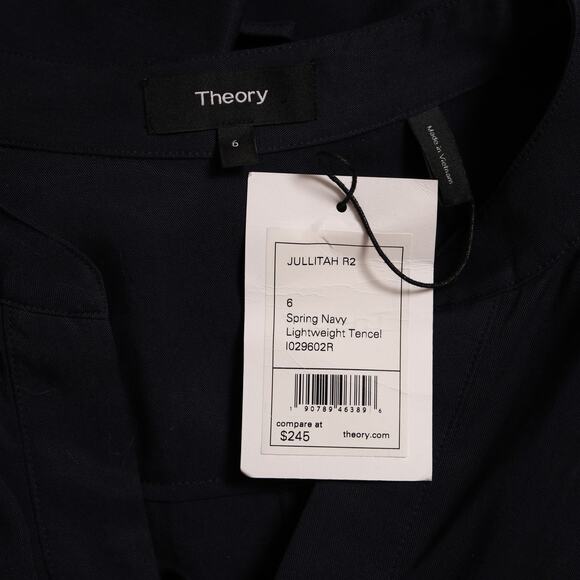 Theory
6
Made in Vietnam
JULLITAH R2
6
Spring Navy
Lightweight Tencel
I029602R
1 90789 46389 6
compare at
$245
theory.com